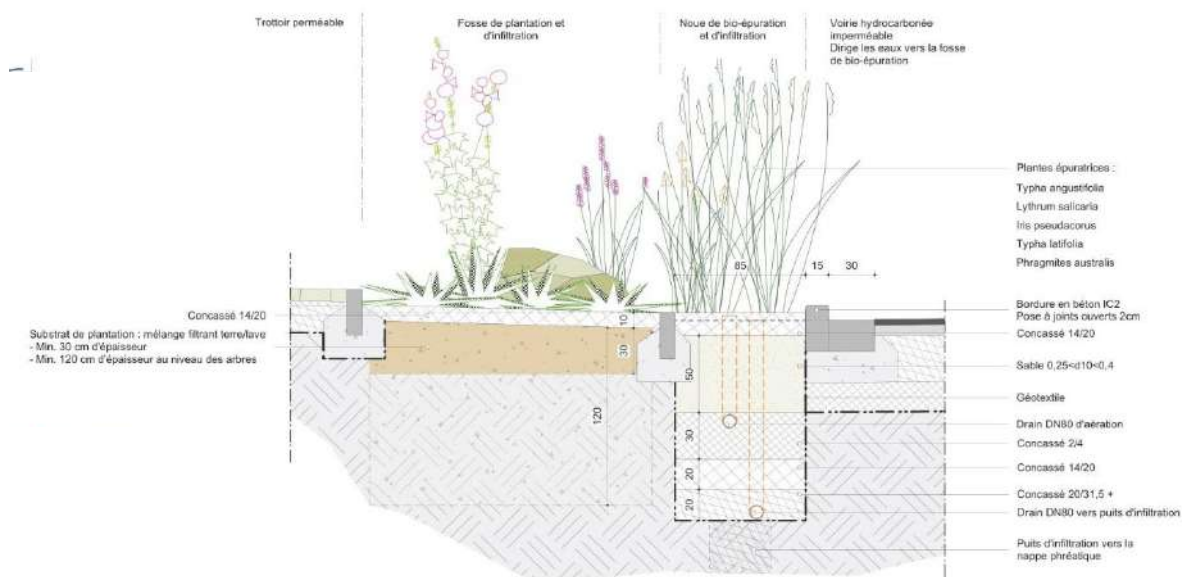 Trottoir perméable
Fosse de plantation et
d'infiltration
Noue de bio-épuration
et d'infiltration
Voirie hydrocarbonée
imperméable
Dirige les eaux vers la fosse
de bio-épuration
Plantes épuratrices :
Typha angustifolia
Lythrum salicaria
Iris pseudacorus
Typha latifolia
Phragmites australis
85
15
30
Concassé 14/20
Substrat de plantation : mélange filtrant terre/lave
- Min. 30 cm d'épaisseur
- Min. 120 cm d'épaisseur au niveau des arbres
10
30
120
50
30
20
20
Bordure en béton IC2
Pose à joints ouverts 2cm
Concassé 14/20
Sable 0,25<d10<0,4
Géotextile
Drain DN80 d'aération
Concassé 2/4
Concassé 14/20
Concassé 20/31,5 +
Drain DN80 vers puits d'infiltration
Puits d'infiltration vers la
nappe phréatique